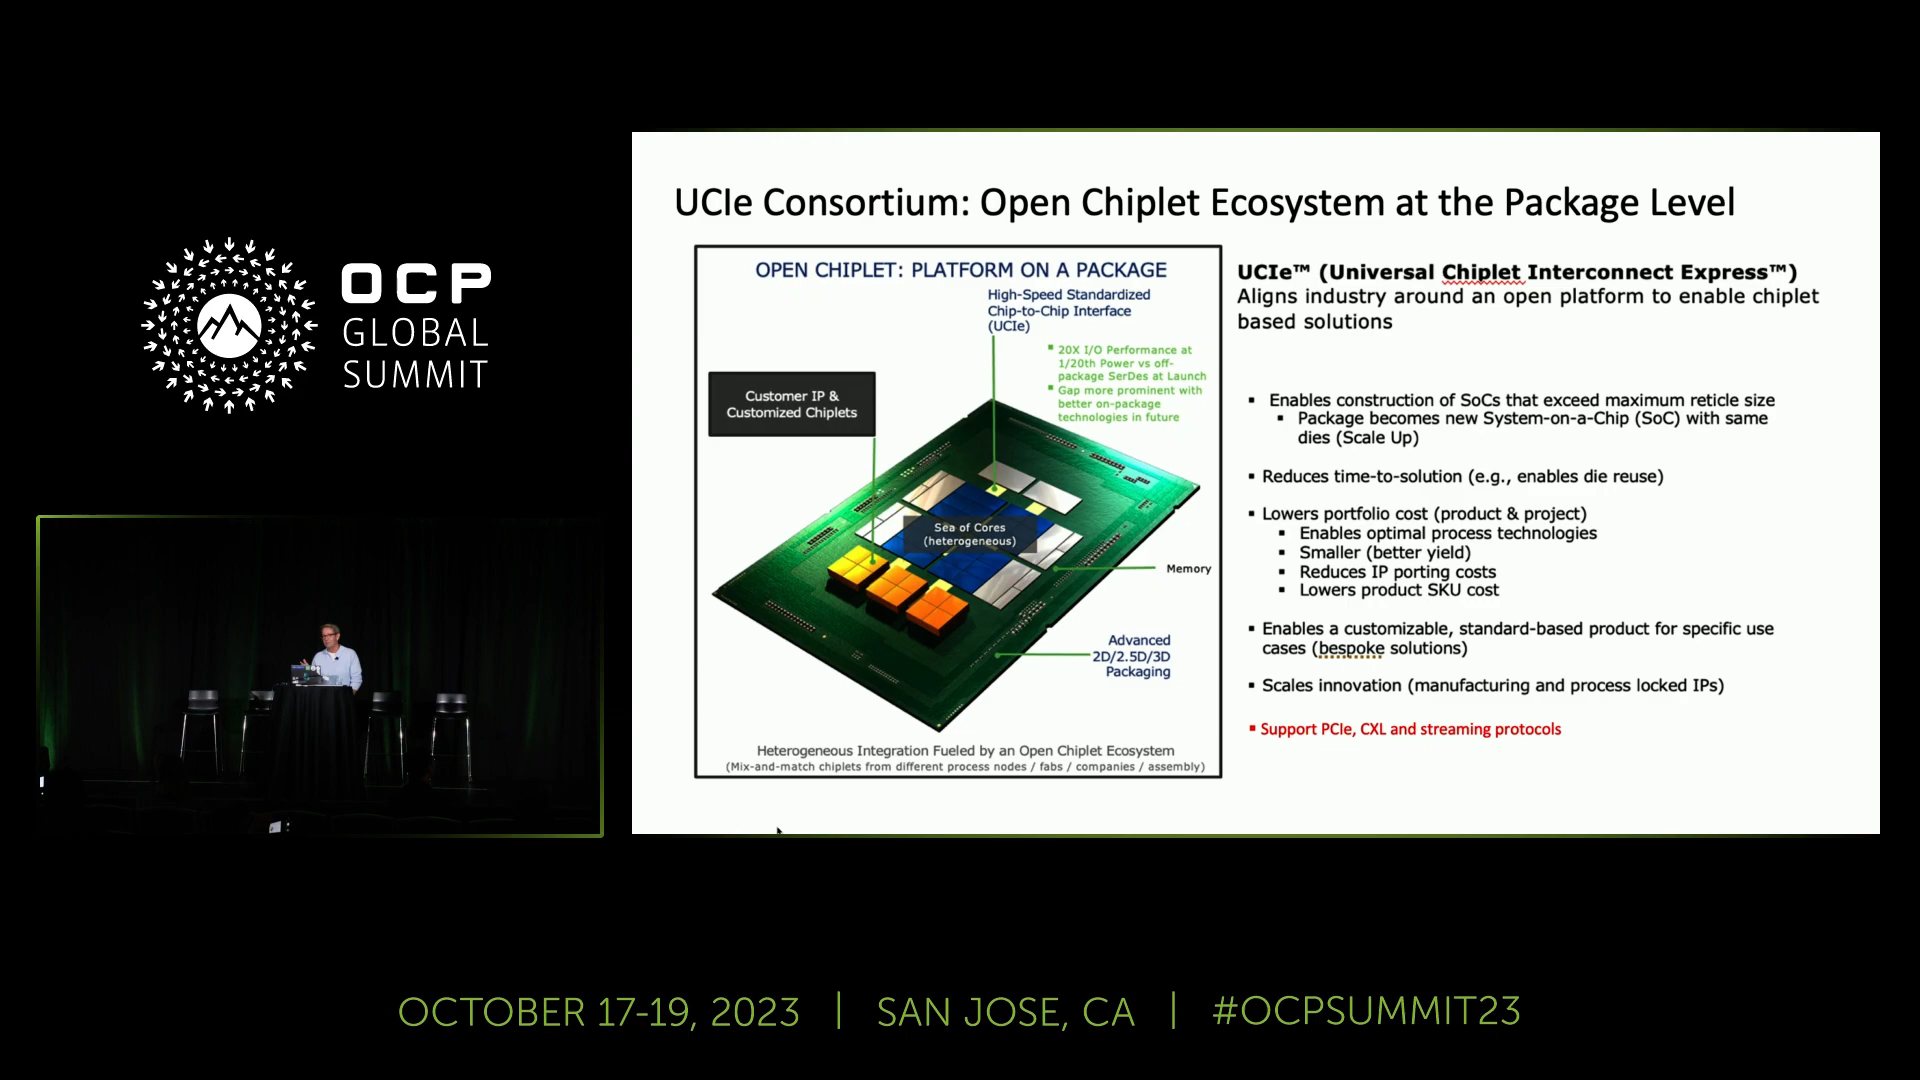 OCP
GLOBAL
SUMMIT
UCIe Consortium: Open Chiplet Ecosystem at the Package Level
OPEN CHIPLET: PLATFORM ON A PACKAGE
High-Speed Standardized
Chip-to-Chip Interface
(UCIe)
▪ 20X I/O Performance at
1/20th Power vs off-
package SerDes at Launch
▪ Gap more prominent with
better on-package
technologies in future
Customer IP &
Customized Chiplets
Sea of Cores
(heterogeneous)
Memory
Advanced
2D/2.5D/3D
Packaging
Heterogeneous Integration Fueled by an Open Chiplet Ecosystem
(Mix-and-match chiplets from different process nodes / fabs / companies / assembly)
UCIe™ (Universal Chiplet Interconnect Express™)
Aligns industry around an open platform to enable chiplet
based solutions
▪ Enables construction of SoCs that exceed maximum reticle size
▪ Package becomes new System-on-a-Chip (SoC) with same
dies (Scale Up)
▪ Reduces time-to-solution (e.g., enables die reuse)
▪ Lowers portfolio cost (product & project)
▪ Enables optimal process technologies
▪ Smaller (better yield)
▪ Reduces IP porting costs
▪ Lowers product SKU cost
▪ Enables a customizable, standard-based product for specific use
cases (bespoke solutions)
▪ Scales innovation (manufacturing and process locked IPs)
▪ Support PCIe, CXL and streaming protocols
OCTOBER 17-19, 2023 | SAN JOSE, CA | #OCPSUMMIT23